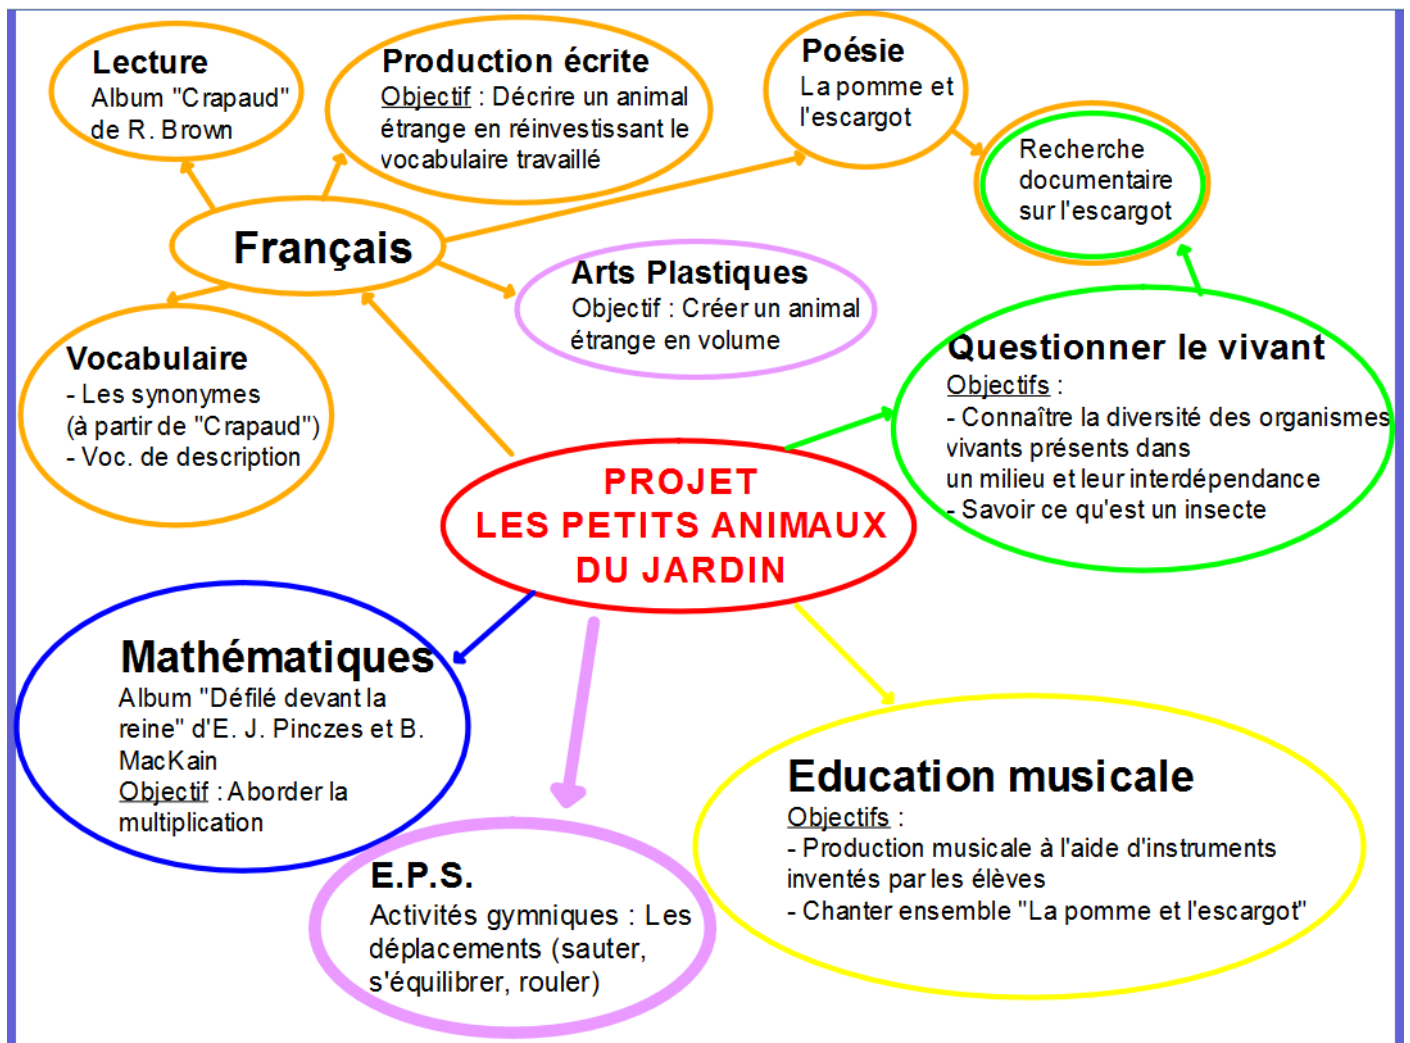 Lecture
Album "Crapaud"
de R. Brown
Production écrite
Objectif : Décrire un animal
étrange en réinvestissant le
vocabulaire travaillé
Poésie
La pomme et
l'escargot
Recherche
documentaire
sur l'escargot
Français
Arts Plastiques
Objectif : Créer un animal
étrange en volume
Vocabulaire
- Les synonymes
(à partir de "Crapaud")
- Voc. de description
Questionner le vivant
Objectifs :
- Connaître la diversité des organismes
vivants présents dans
un milieu et leur interdépendance
- Savoir ce qu'est un insecte
PROJET
LES PETITS ANIMAUX
DU JARDIN
Mathématiques
Album "Défilé devant la
reine" d'E. J. Pinczes et B.
MacKain
Objectif : Aborder la
multiplication
E.P.S.
Activités gymniques : Les
déplacements (sauter,
s'équilibrer, rouler)
Education musicale
Objectifs :
- Production musicale à l'aide d'instruments
inventés par les élèves
- Chanter ensemble "La pomme et l'escargot"